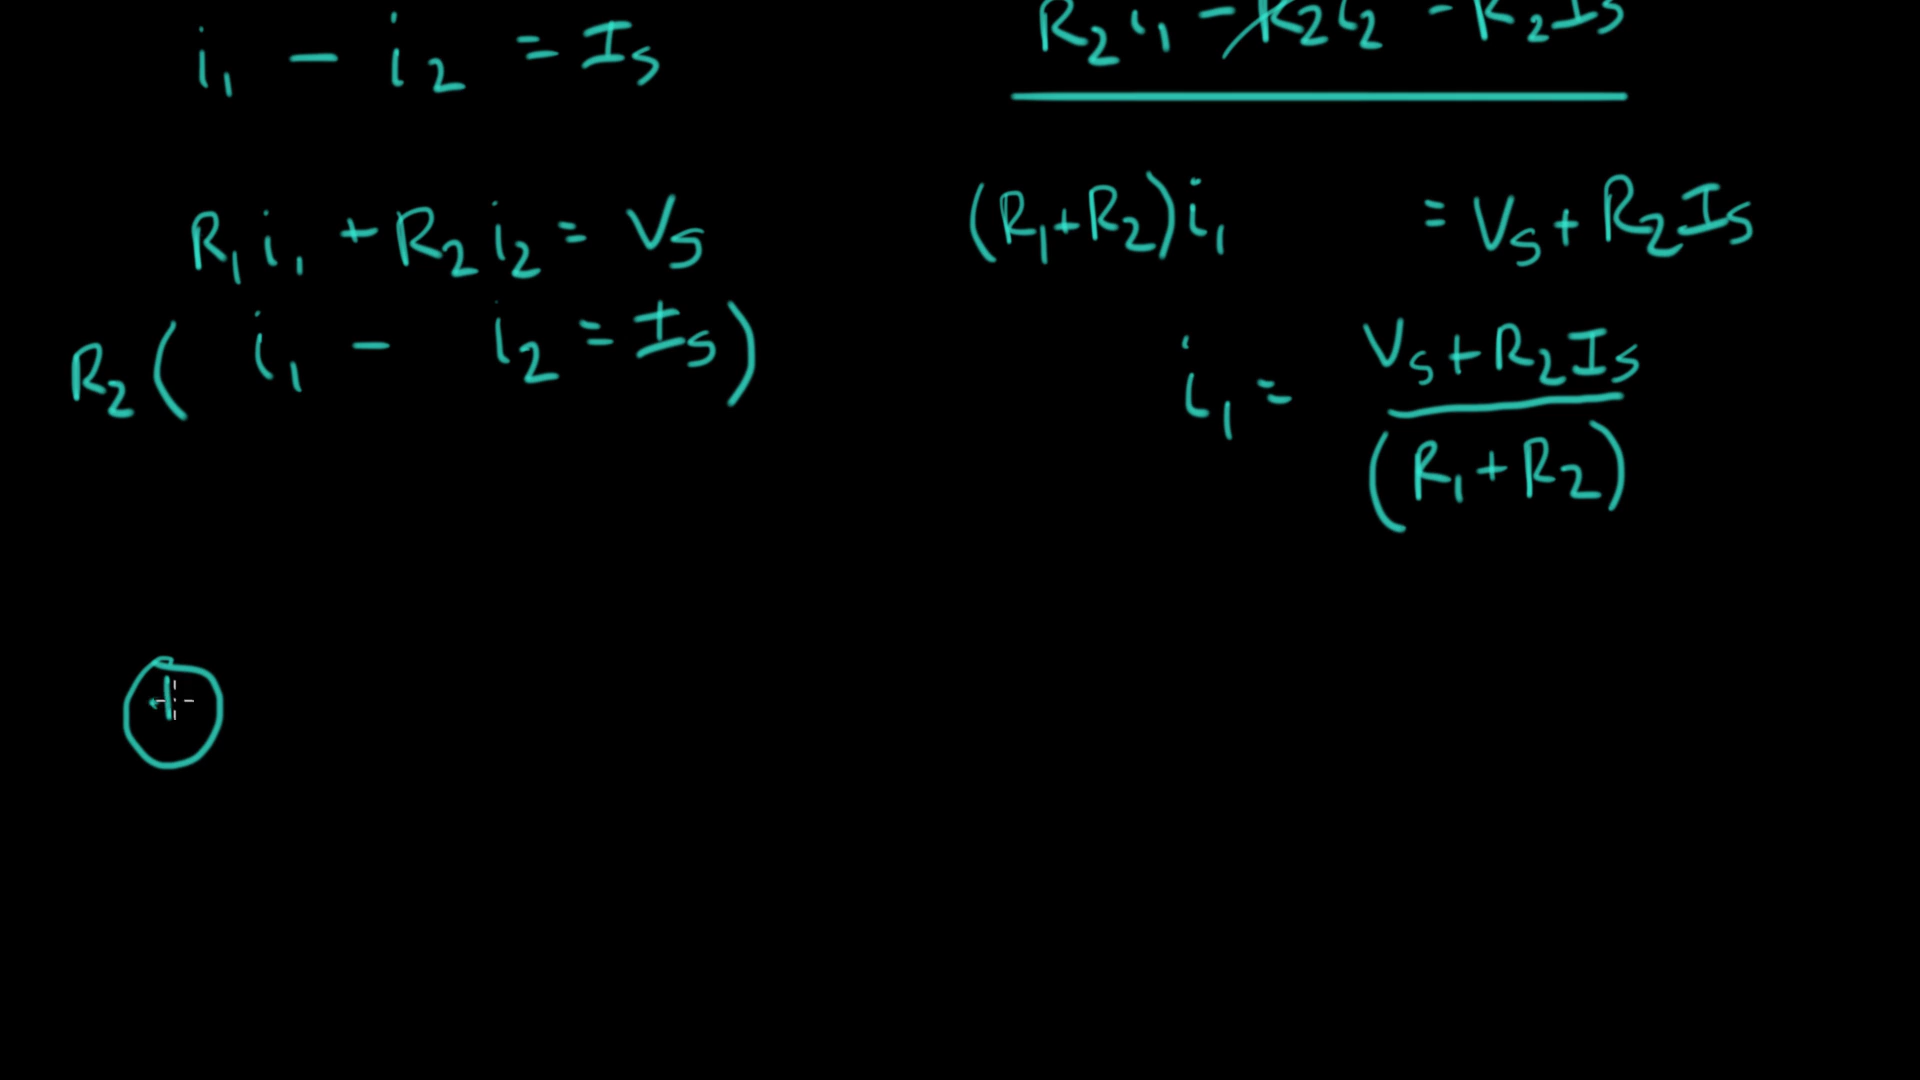 i₁ - i₂ = Iₛ
R₁i₁ + R₂i₂ = Vₛ
R₂( i₁ - i₂ = Iₛ )
R₂i₁ - R₂i₂ = R₂Iₛ
(R₁+R₂)i₁ = Vₛ + R₂Iₛ
i₁ = Vₛ + R₂Iₛ
(R₁ + R₂)
+